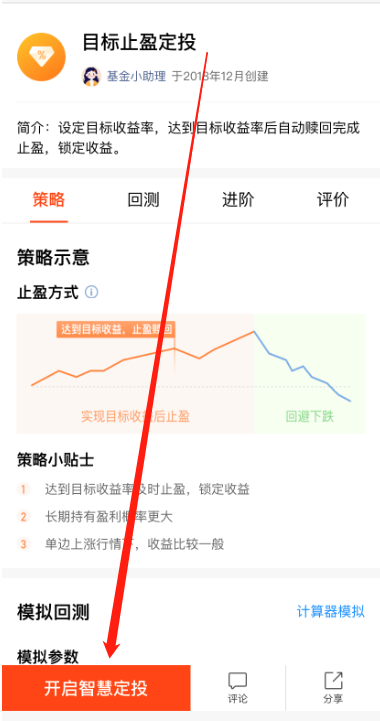 目标止盈定投
基金小助理 于2018年12月创建
简介：设定目标收益率，达到目标收益率后自动赎回完成
止盈，锁定收益。
策略 回测 进阶 评价
策略示意
止盈方式
达到目标收益，止盈赎回
实现目标收益后止盈 回避下跌
策略小贴士
1 达到目标收益率及时止盈，锁定收益
2 长期持有盈利概率更大
3 单边上涨行情下，收益比较一般
模拟回测 计算器模拟
模拟参数
开启智慧定投 评论 分享